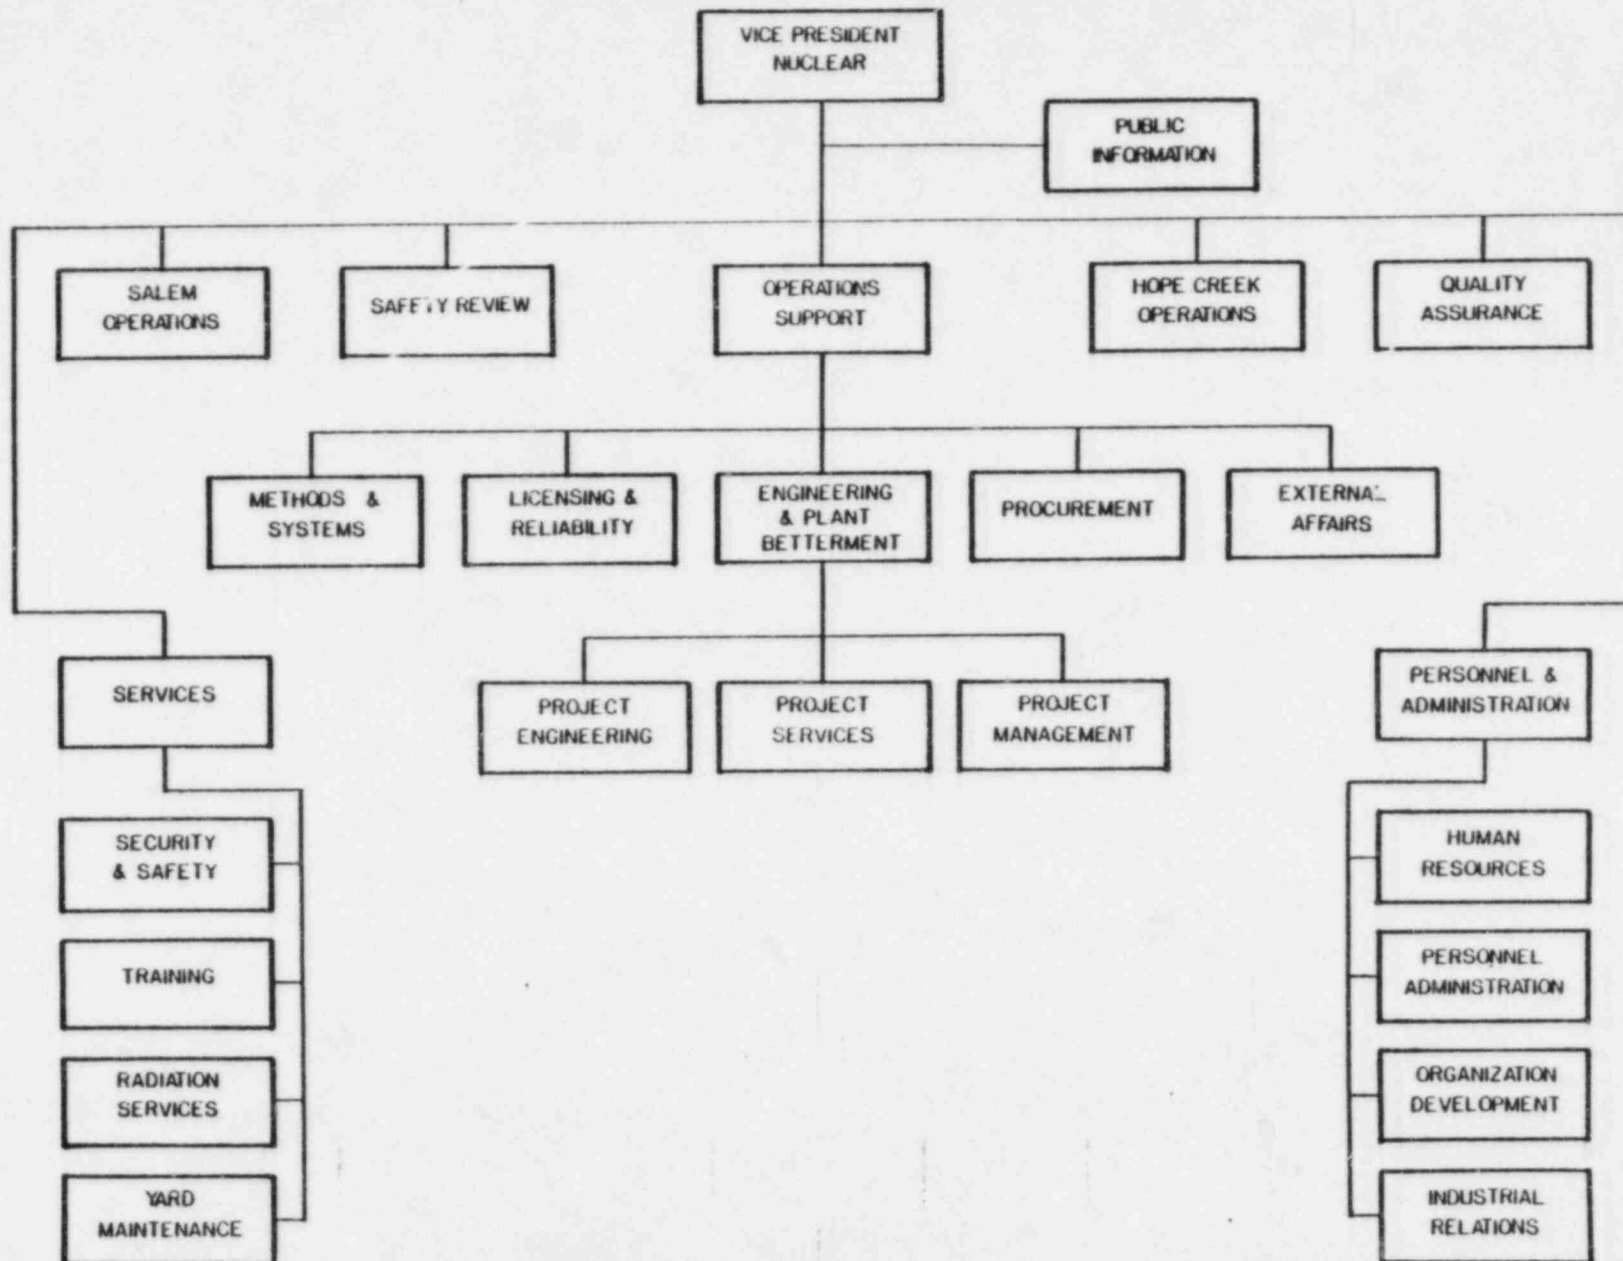 VICE PRESIDENT
NUCLEAR
PUBLIC
INFORMATION
SALEM
OPERATIONS
SAFETY REVIEW
OPERATIONS
SUPPORT
HOPE CREEK
OPERATIONS
QUALITY
ASSURANCE
METHODS &
SYSTEMS
LICENSING &
RELIABILITY
ENGINEERING
& PLANT
BETTERMENT
PROCUREMENT
EXTERNAL
AFFAIRS
SERVICES
PROJECT
ENGINEERING
PROJECT
SERVICES
PROJECT
MANAGEMENT
PERSONNEL &
ADMINISTRATION
SECURITY
& SAFETY
HUMAN
RESOURCES
TRAINING
PERSONNEL
ADMINISTRATION
RADIATION
SERVICES
ORGANIZATION
DEVELOPMENT
YARD
MAINTENANCE
INDUSTRIAL
RELATIONS